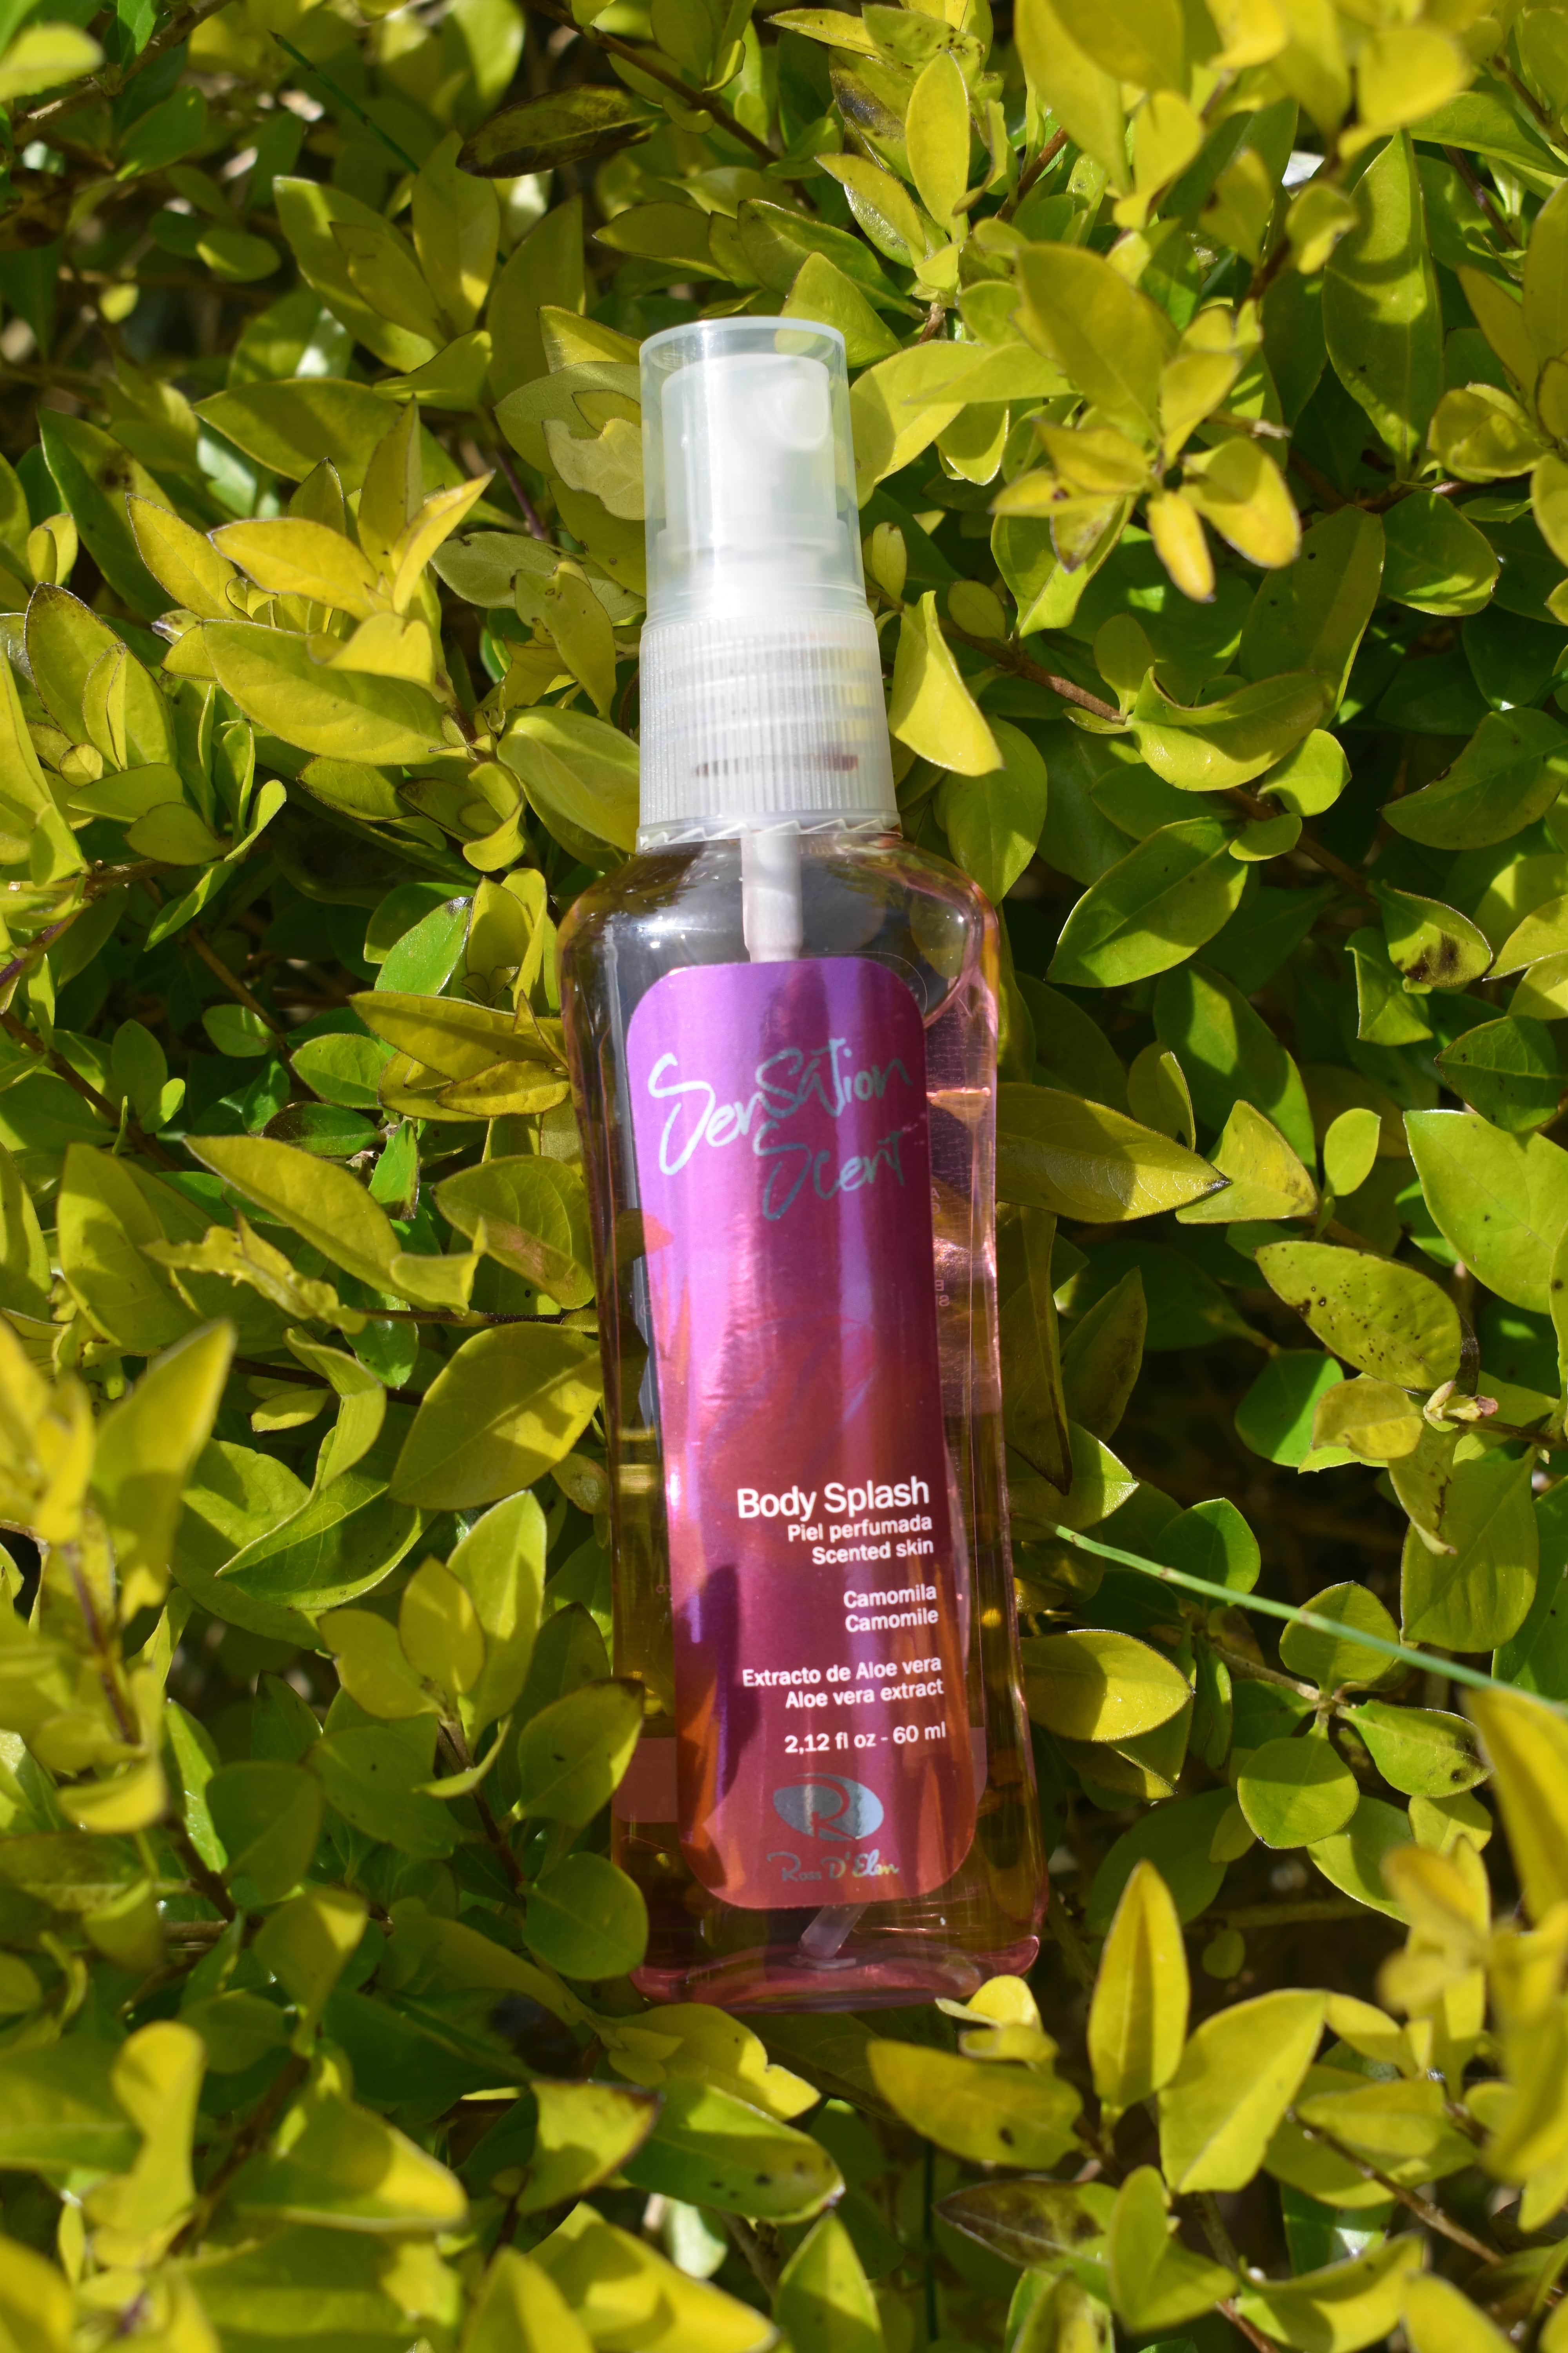 Sensation
Scent
Body Splash
Piel perfumada
Scented skin
Camomila
Camomile
Extracto de Aloe vera
Aloe vera extract
2,12 fl oz - 60 ml
R
Rosa D' Elen